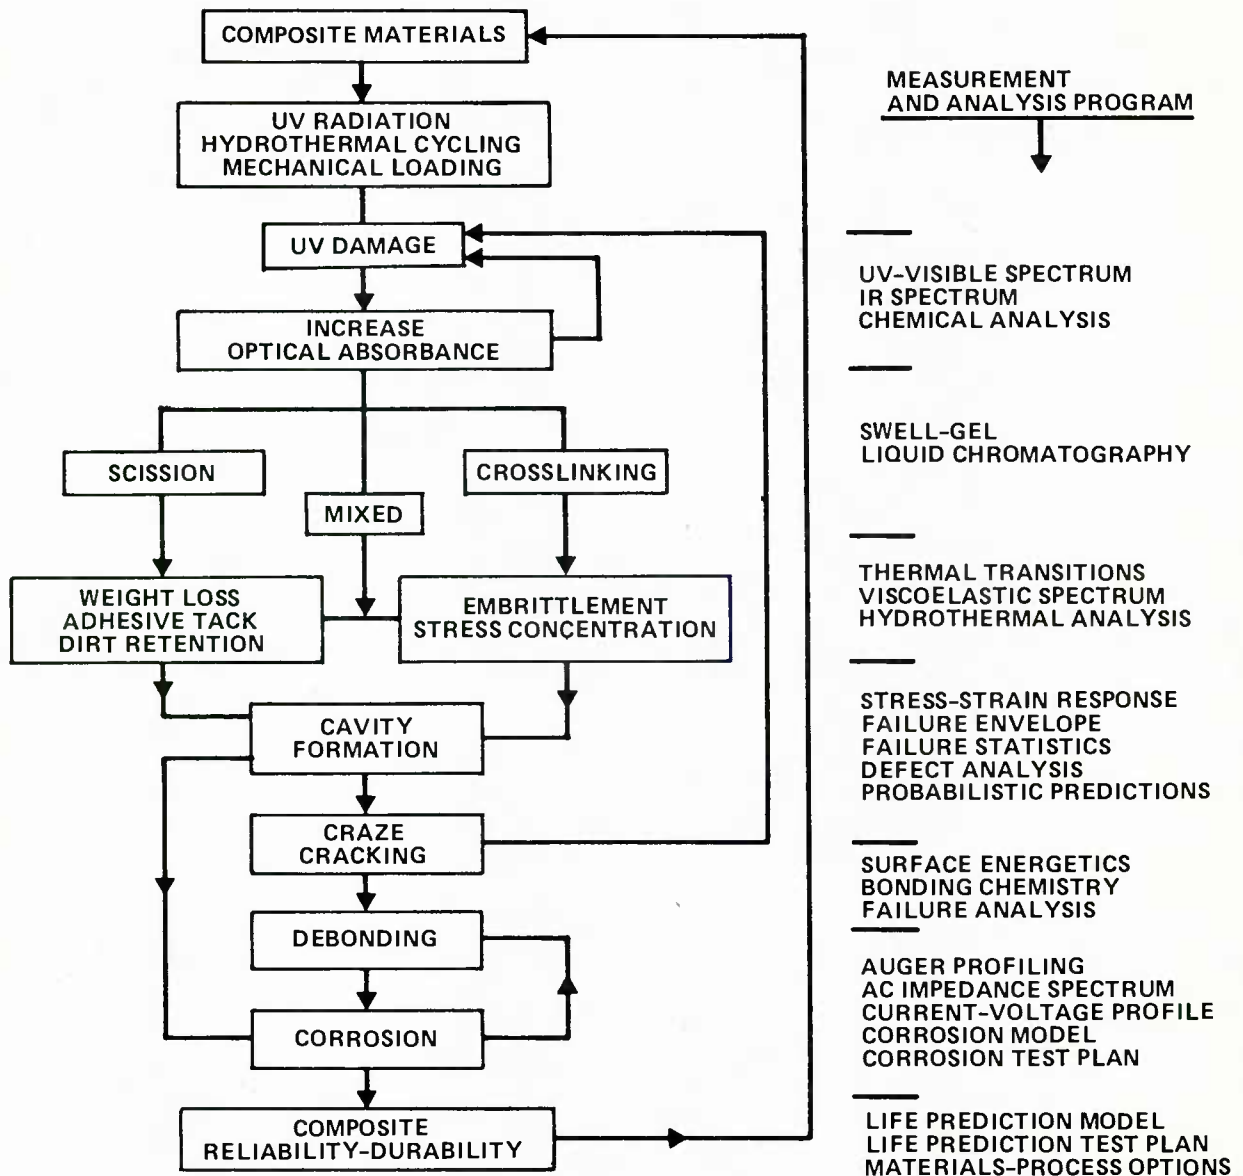 COMPOSITE MATERIALS
UV RADIATION
HYDROTHERMAL CYCLING
MECHANICAL LOADING
UV DAMAGE
INCREASE
OPTICAL ABSORBANCE
SCISSION
MIXED
CROSSLINKING
WEIGHT LOSS
ADHESIVE TACK
DIRT RETENTION
EMBRITTLEMENT
STRESS CONCENTRATION
CAVITY
FORMATION
CRAZE
CRACKING
DEBONDING
CORROSION
COMPOSITE
RELIABILITY-DURABILITY
MEASUREMENT
AND ANALYSIS PROGRAM
UV-VISIBLE SPECTRUM
IR SPECTRUM
CHEMICAL ANALYSIS
SWELL-GEL
LIQUID CHROMATOGRAPHY
THERMAL TRANSITIONS
VISCOELASTIC SPECTRUM
HYDROTHERMAL ANALYSIS
STRESS-STRAIN RESPONSE
FAILURE ENVELOPE
FAILURE STATISTICS
DEFECT ANALYSIS
PROBABILISTIC PREDICTIONS
SURFACE ENERGETICS
BONDING CHEMISTRY
FAILURE ANALYSIS
AUGER PROFILING
AC IMPEDANCE SPECTRUM
CURRENT-VOLTAGE PROFILE
CORROSION MODEL
CORROSION TEST PLAN
LIFE PREDICTION MODEL
LIFE PREDICTION TEST PLAN
MATERIALS-PROCESS OPTIONS